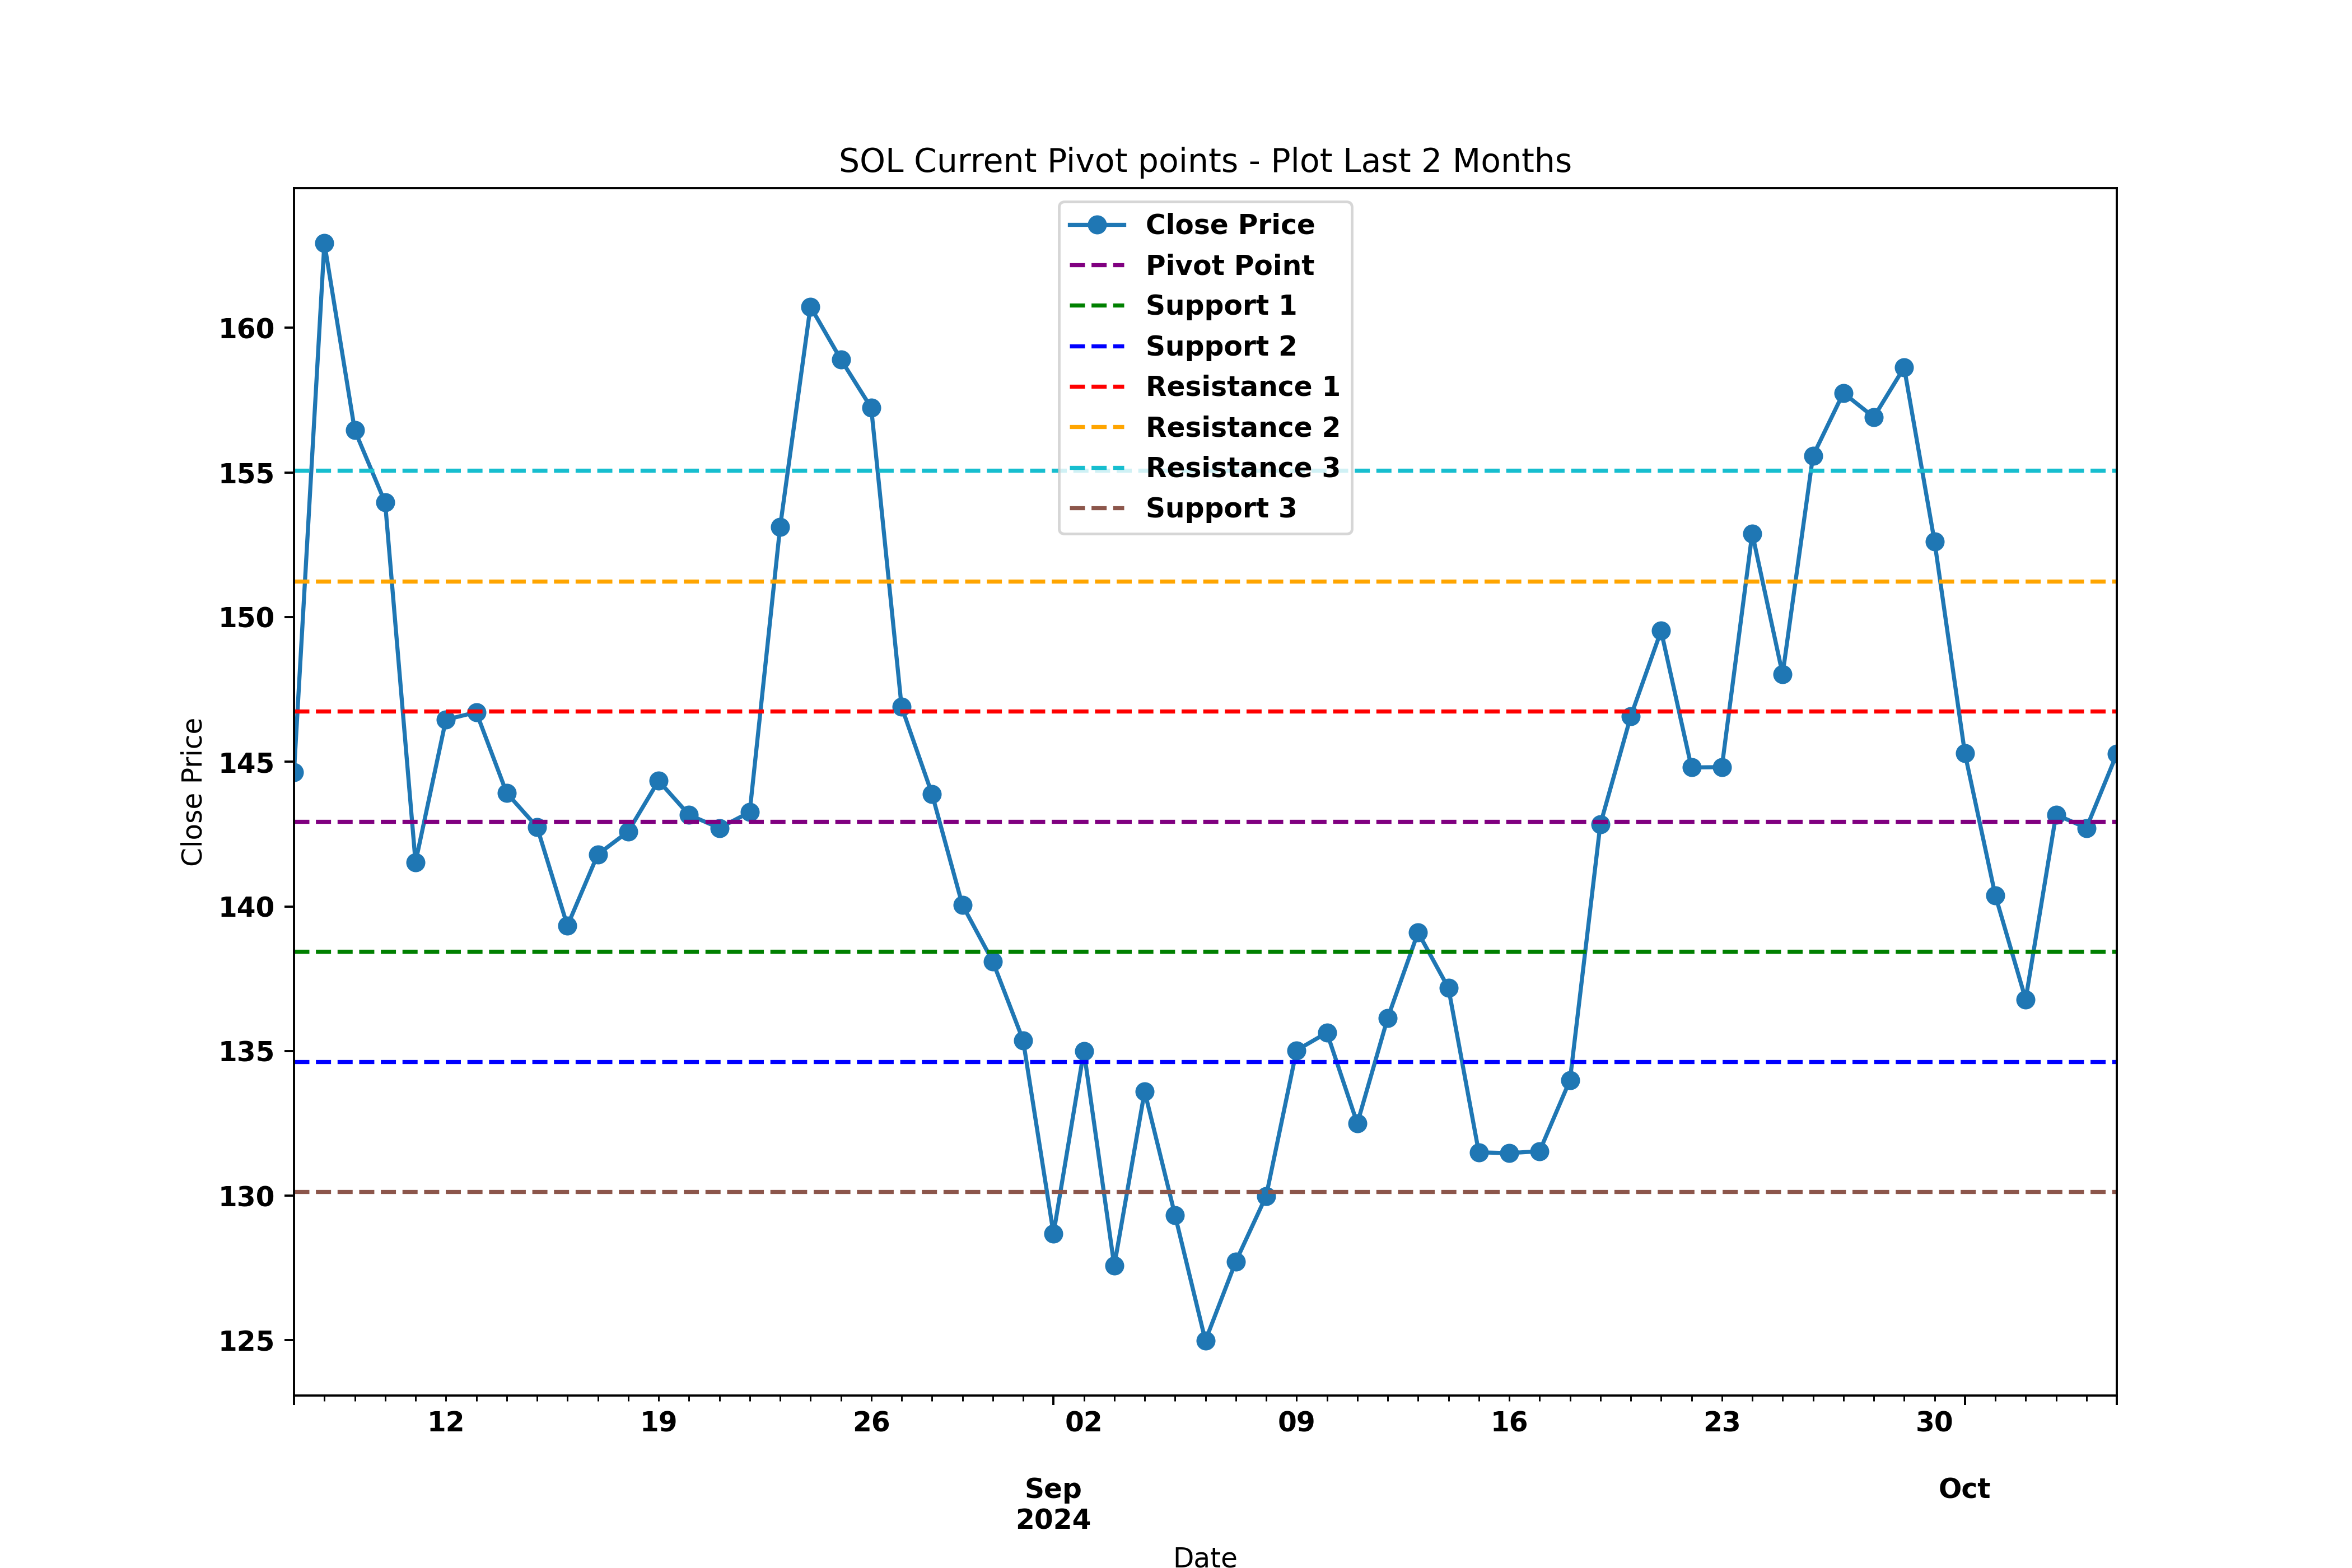 SOL Current Pivot points - Plot Last 2 Months
Close Price
Pivot Point
Support 1
Support 2
Resistance 1
Resistance 2
Resistance 3
Support 3
160
155
150
145
140
135
130
125
Close Price
12 19 26 02 09 16 23 30
Sep Oct
2024
Date